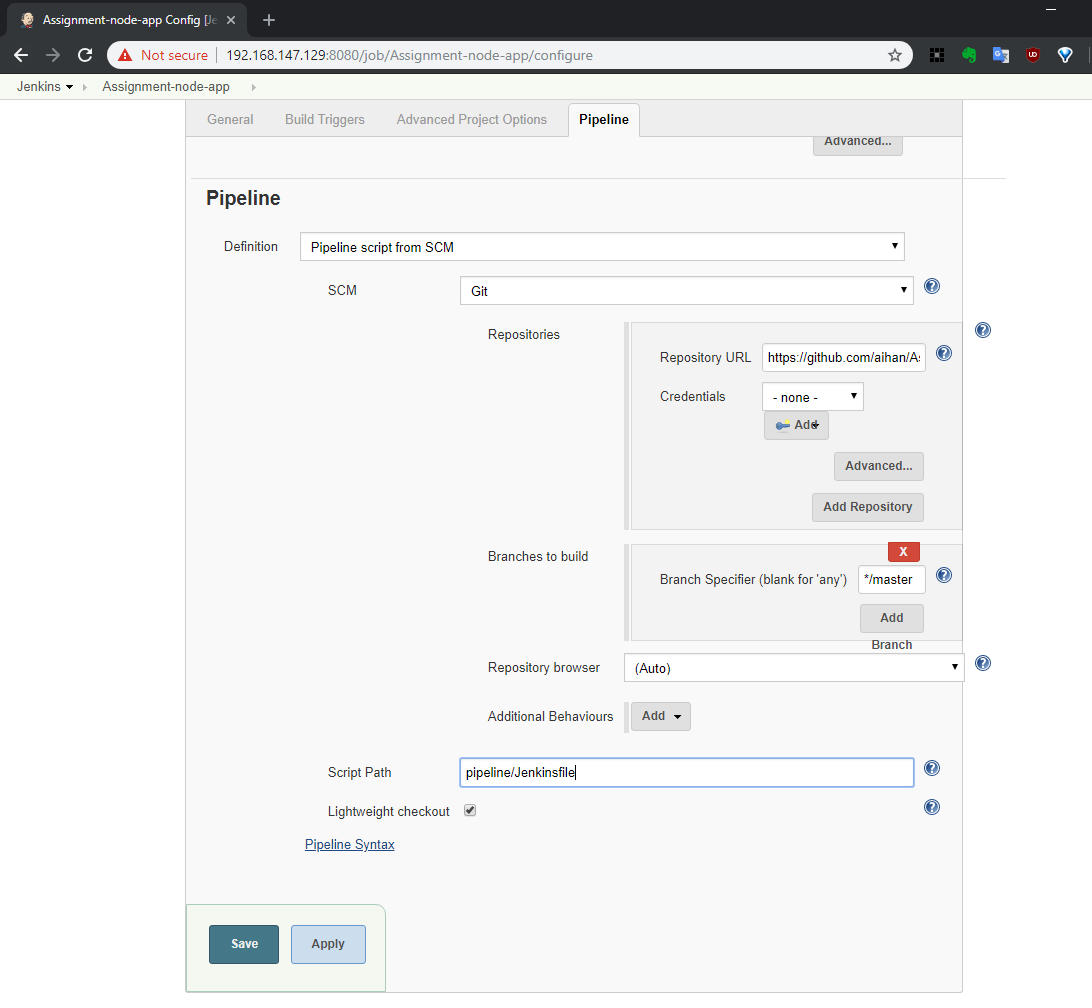 Assignment-node-app Config [Je
Not secure 192.168.147.129:8080/job/Assignment-node-app/configure
Jenkins Assignment-node-app
General Build Triggers Advanced Project Options Pipeline
Advanced...
Pipeline
Definition Pipeline script from SCM
SCM Git
Repositories
Repository URL https://github.com/aihan/As
Credentials - none -
Add
Advanced...
Add Repository
Branches to build
X
Branch Specifier (blank for 'any') */master
Add
Branch
Repository browser (Auto)
Additional Behaviours Add
Script Path pipeline/Jenkinsfile
Lightweight checkout
Pipeline Syntax
Save Apply